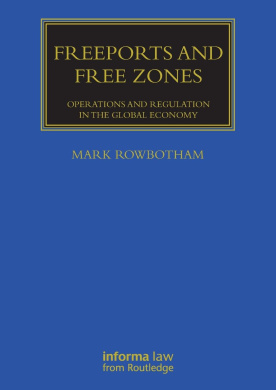 FREEPORTS AND
FREE ZONES
OPERATIONS AND REGULATION
IN THE GLOBAL ECONOMY
MARK ROWBOTHAM
informa law
from Routledge